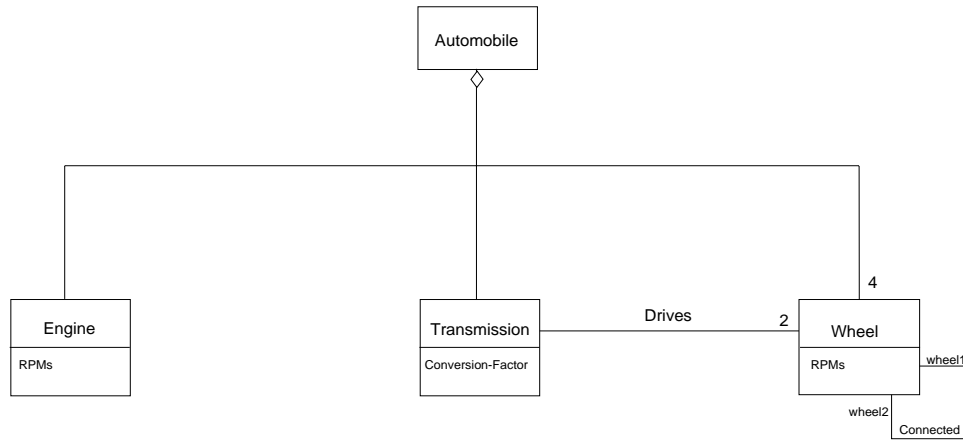 Automobile
4
Engine
RPMs
Transmission
Conversion-Factor
Drives
2
Wheel
RPMs
wheel1
wheel2
Connected